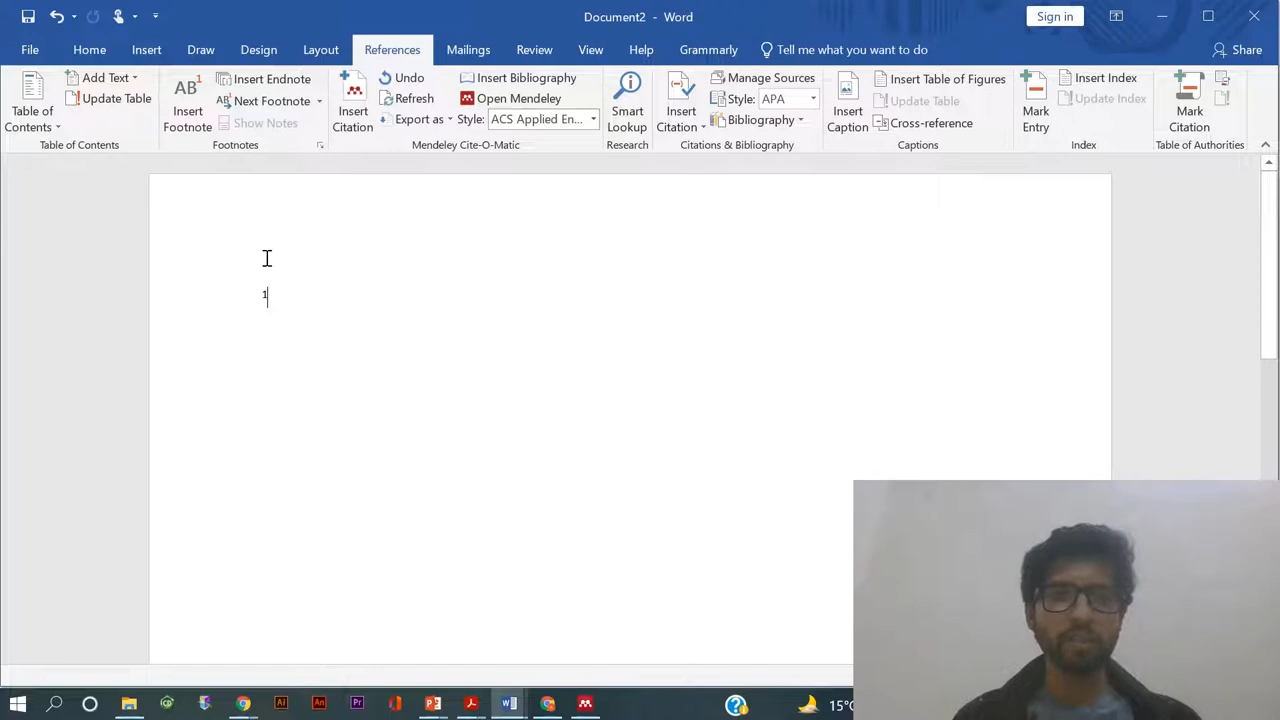 Document2 - Word
Sign in
File Home Insert Draw Design Layout References Mailings Review View Help Grammarly Tell me what you want to do Share
Table of Contents
Add Text
Update Table
Table of Contents
AB1
Insert Footnote
Insert Endnote
Next Footnote
Show Notes
Footnotes
Insert Citation
Undo
Refresh
Export as
Insert Bibliography
Open Mendeley
Style: ACS Applied En...
Mendeley Cite-O-Matic
Smart Lookup
Research
Insert Citation
Manage Sources
Style: APA
Bibliography
Citations & Bibliography
Insert Caption
Insert Table of Figures
Update Table
Cross-reference
Captions
Mark Entry
Insert Index
Update Index
Index
Mark Citation
Table of Authorities
1
Ai An Pr
15°C